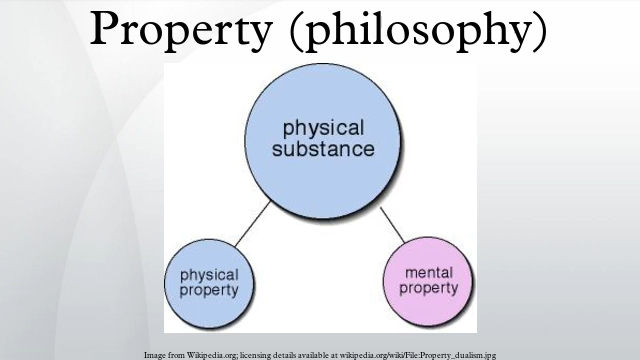 Property (philosophy)
physical
substance
physical
property
mental
property
Image from Wikipedia.org; licensing details available at wikipedia.org/wiki/File:Property_dualism.jpg